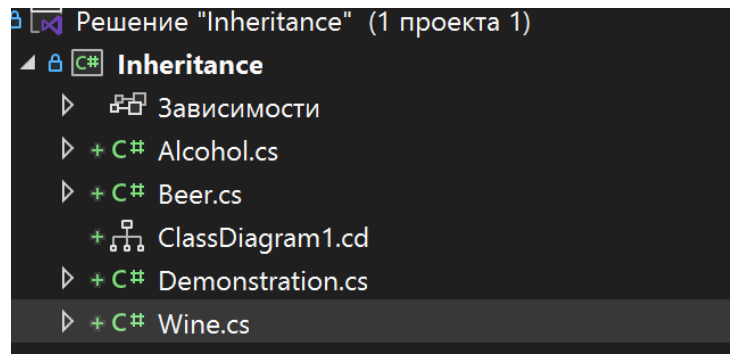 Решение "Inheritance" (1 проекта 1)
C# Inheritance
Зависимости
+ C# Alcohol.cs
+ C# Beer.cs
+ ClassDiagram1.cd
+ C# Demonstration.cs
+ C# Wine.cs